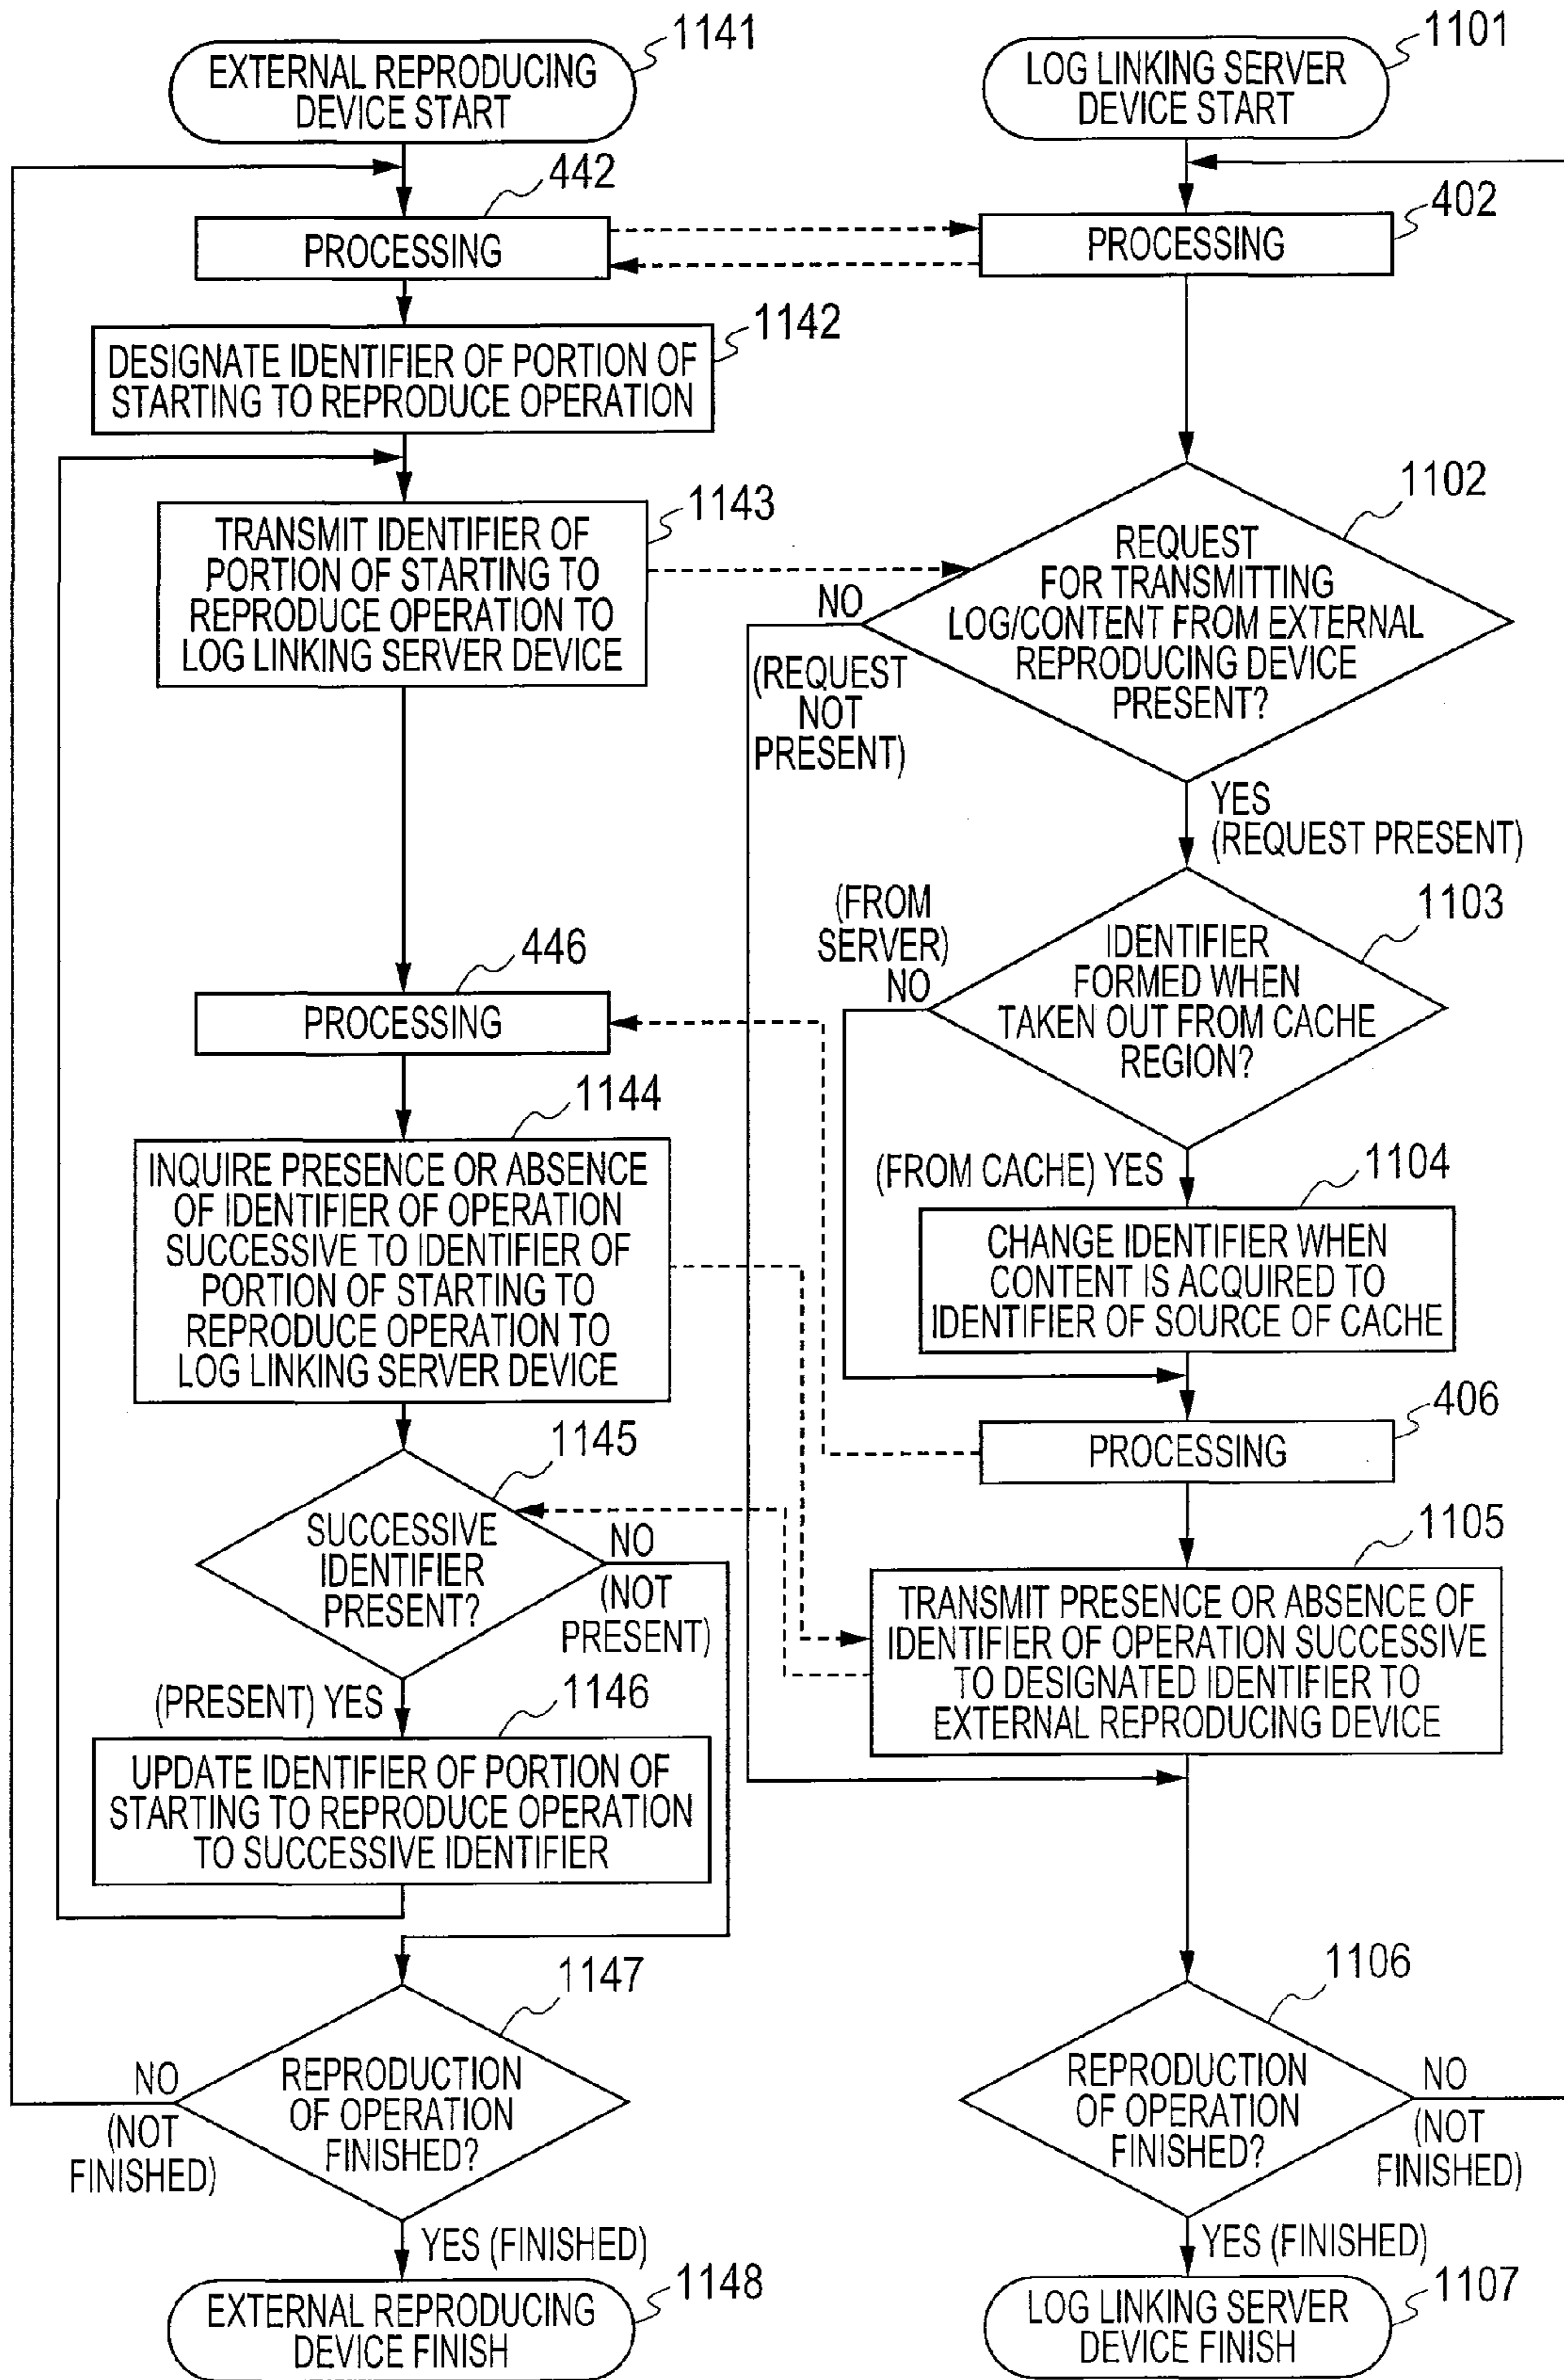 1141
EXTERNAL REPRODUCING
DEVICE START
442
PROCESSING
1142
DESIGNATE IDENTIFIER OF PORTION OF
STARTING TO REPRODUCE OPERATION
1143
TRANSMIT IDENTIFIER OF
PORTION OF STARTING TO
REPRODUCE OPERATION TO
LOG LINKING SERVER DEVICE
446
PROCESSING
1144
INQUIRE PRESENCE OR ABSENCE
OF IDENTIFIER OF OPERATION
SUCCESSIVE TO IDENTIFIER OF
PORTION OF STARTING TO
REPRODUCE OPERATION TO
LOG LINKING SERVER DEVICE
1145
SUCCESSIVE
IDENTIFIER
PRESENT?
NO
(NOT
PRESENT)
(PRESENT) YES
1146
UPDATE IDENTIFIER OF PORTION OF
STARTING TO REPRODUCE OPERATION
TO SUCCESSIVE IDENTIFIER
1147
REPRODUCTION
OF OPERATION
FINISHED?
NO
(NOT
FINISHED)
YES (FINISHED)
1148
EXTERNAL REPRODUCING
DEVICE FINISH
1101
LOG LINKING SERVER
DEVICE START
402
PROCESSING
1102
REQUEST
FOR TRANSMITTING
LOG/CONTENT FROM EXTERNAL
REPRODUCING DEVICE
PRESENT?
NO
(REQUEST
NOT
PRESENT)
YES
(REQUEST PRESENT)
1103
IDENTIFIER
FORMED WHEN
TAKEN OUT FROM CACHE
REGION?
(FROM
SERVER)
NO
(FROM CACHE) YES
1104
CHANGE IDENTIFIER WHEN
CONTENT IS ACQUIRED TO
IDENTIFIER OF SOURCE OF CACHE
406
PROCESSING
1105
TRANSMIT PRESENCE OR ABSENCE OF
IDENTIFIER OF OPERATION SUCCESSIVE
TO DESIGNATED IDENTIFIER TO
EXTERNAL REPRODUCING DEVICE
1106
REPRODUCTION
OF OPERATION
FINISHED?
NO
(NOT
FINISHED)
YES (FINISHED)
1107
LOG LINKING SERVER
DEVICE FINISH